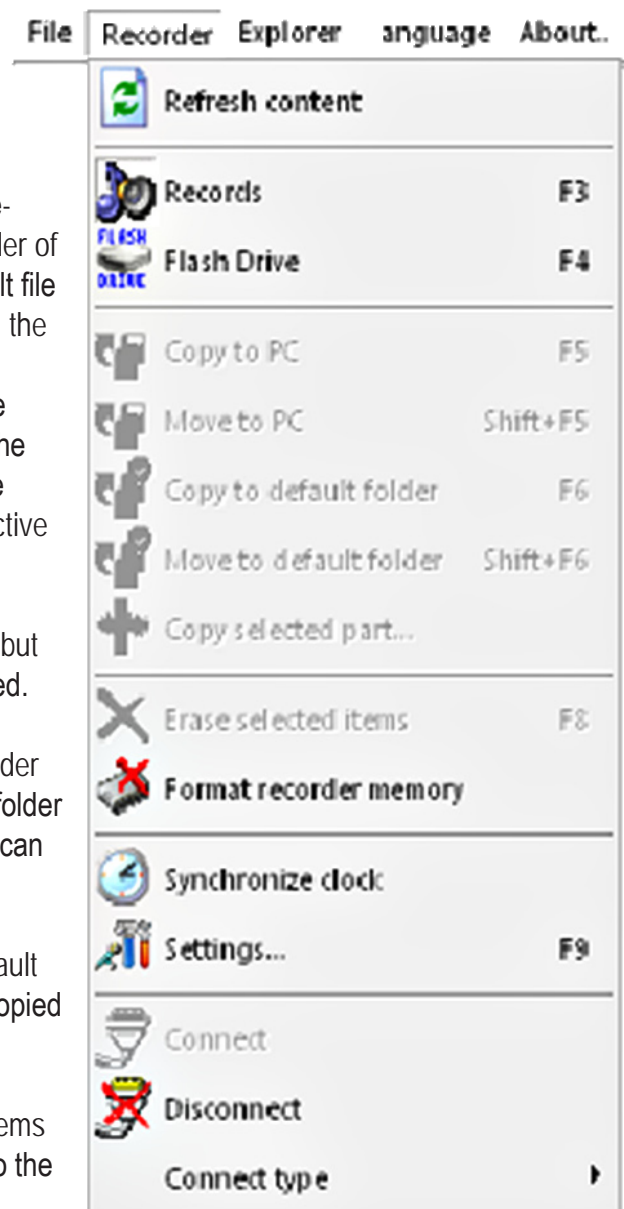 File Recorder Explorer anguage About..
Refresh content
Records F3
FLASH
DRIVE
Flash Drive F4
Copy to PC F5
Move to PC Shift+F5
Copy to default folder F6
Move to default folder Shift+F6
Copy selected part...
Erase selected items F8
Format recorder memory
Synchronize clock
Settings... F9
Connect
Disconnect
Connect type
e-
der of
lt file
the
e
ne
e
ctive
but
ed.
der
folder
can
ault
opied
ems
o the